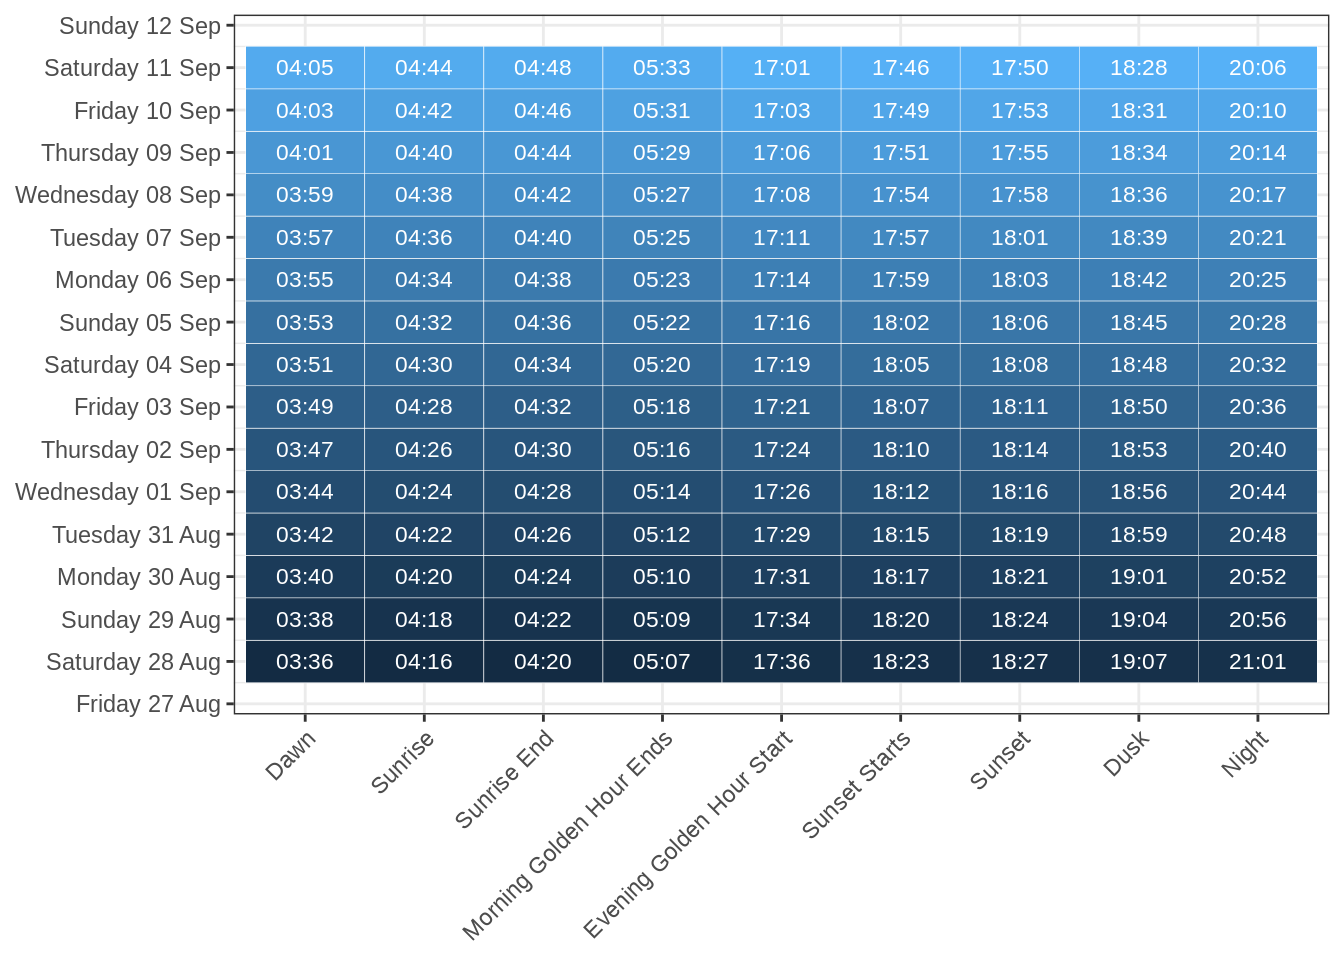 Sunday 12 Sep
Saturday 11 Sep 04:05 04:44 04:48 05:33 17:01 17:46 17:50 18:28 20:06
Friday 10 Sep 04:03 04:42 04:46 05:31 17:03 17:49 17:53 18:31 20:10
Thursday 09 Sep 04:01 04:40 04:44 05:29 17:06 17:51 17:55 18:34 20:14
Wednesday 08 Sep 03:59 04:38 04:42 05:27 17:08 17:54 17:58 18:36 20:17
Tuesday 07 Sep 03:57 04:36 04:40 05:25 17:11 17:57 18:01 18:39 20:21
Monday 06 Sep 03:55 04:34 04:38 05:23 17:14 17:59 18:03 18:42 20:25
Sunday 05 Sep 03:53 04:32 04:36 05:22 17:16 18:02 18:06 18:45 20:28
Saturday 04 Sep 03:51 04:30 04:34 05:20 17:19 18:05 18:08 18:48 20:32
Friday 03 Sep 03:49 04:28 04:32 05:18 17:21 18:07 18:11 18:50 20:36
Thursday 02 Sep 03:47 04:26 04:30 05:16 17:24 18:10 18:14 18:53 20:40
Wednesday 01 Sep 03:44 04:24 04:28 05:14 17:26 18:12 18:16 18:56 20:44
Tuesday 31 Aug 03:42 04:22 04:26 05:12 17:29 18:15 18:19 18:59 20:48
Monday 30 Aug 03:40 04:20 04:24 05:10 17:31 18:17 18:21 19:01 20:52
Sunday 29 Aug 03:38 04:18 04:22 05:09 17:34 18:20 18:24 19:04 20:56
Saturday 28 Aug 03:36 04:16 04:20 05:07 17:36 18:23 18:27 19:07 21:01
Friday 27 Aug
Dawn
Sunrise
Sunrise End
Morning Golden Hour Ends
Evening Golden Hour Start
Sunset Starts
Sunset
Dusk
Night